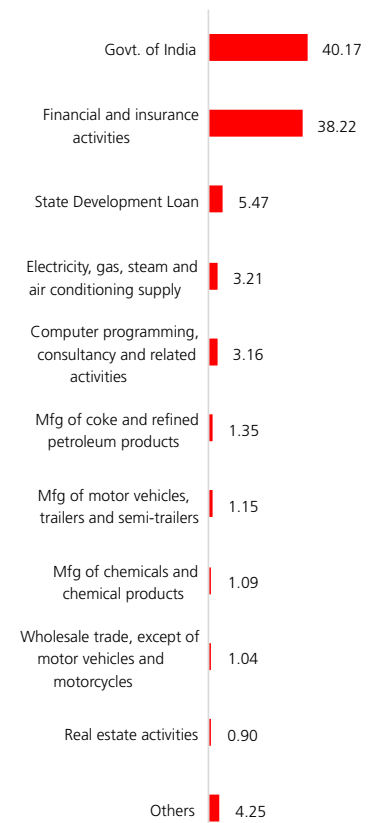 Govt. of India 40.17
Financial and insurance
activities 38.22
State Development Loan 5.47
Electricity, gas, steam and
air conditioning supply 3.21
Computer programming,
consultancy and related
activities 3.16
Mfg of coke and refined
petroleum products 1.35
Mfg of motor vehicles,
trailers and semi-trailers 1.15
Mfg of chemicals and
chemical products 1.09
Wholesale trade, except of
motor vehicles and
motorcycles 1.04
Real estate activities 0.90
Others 4.25